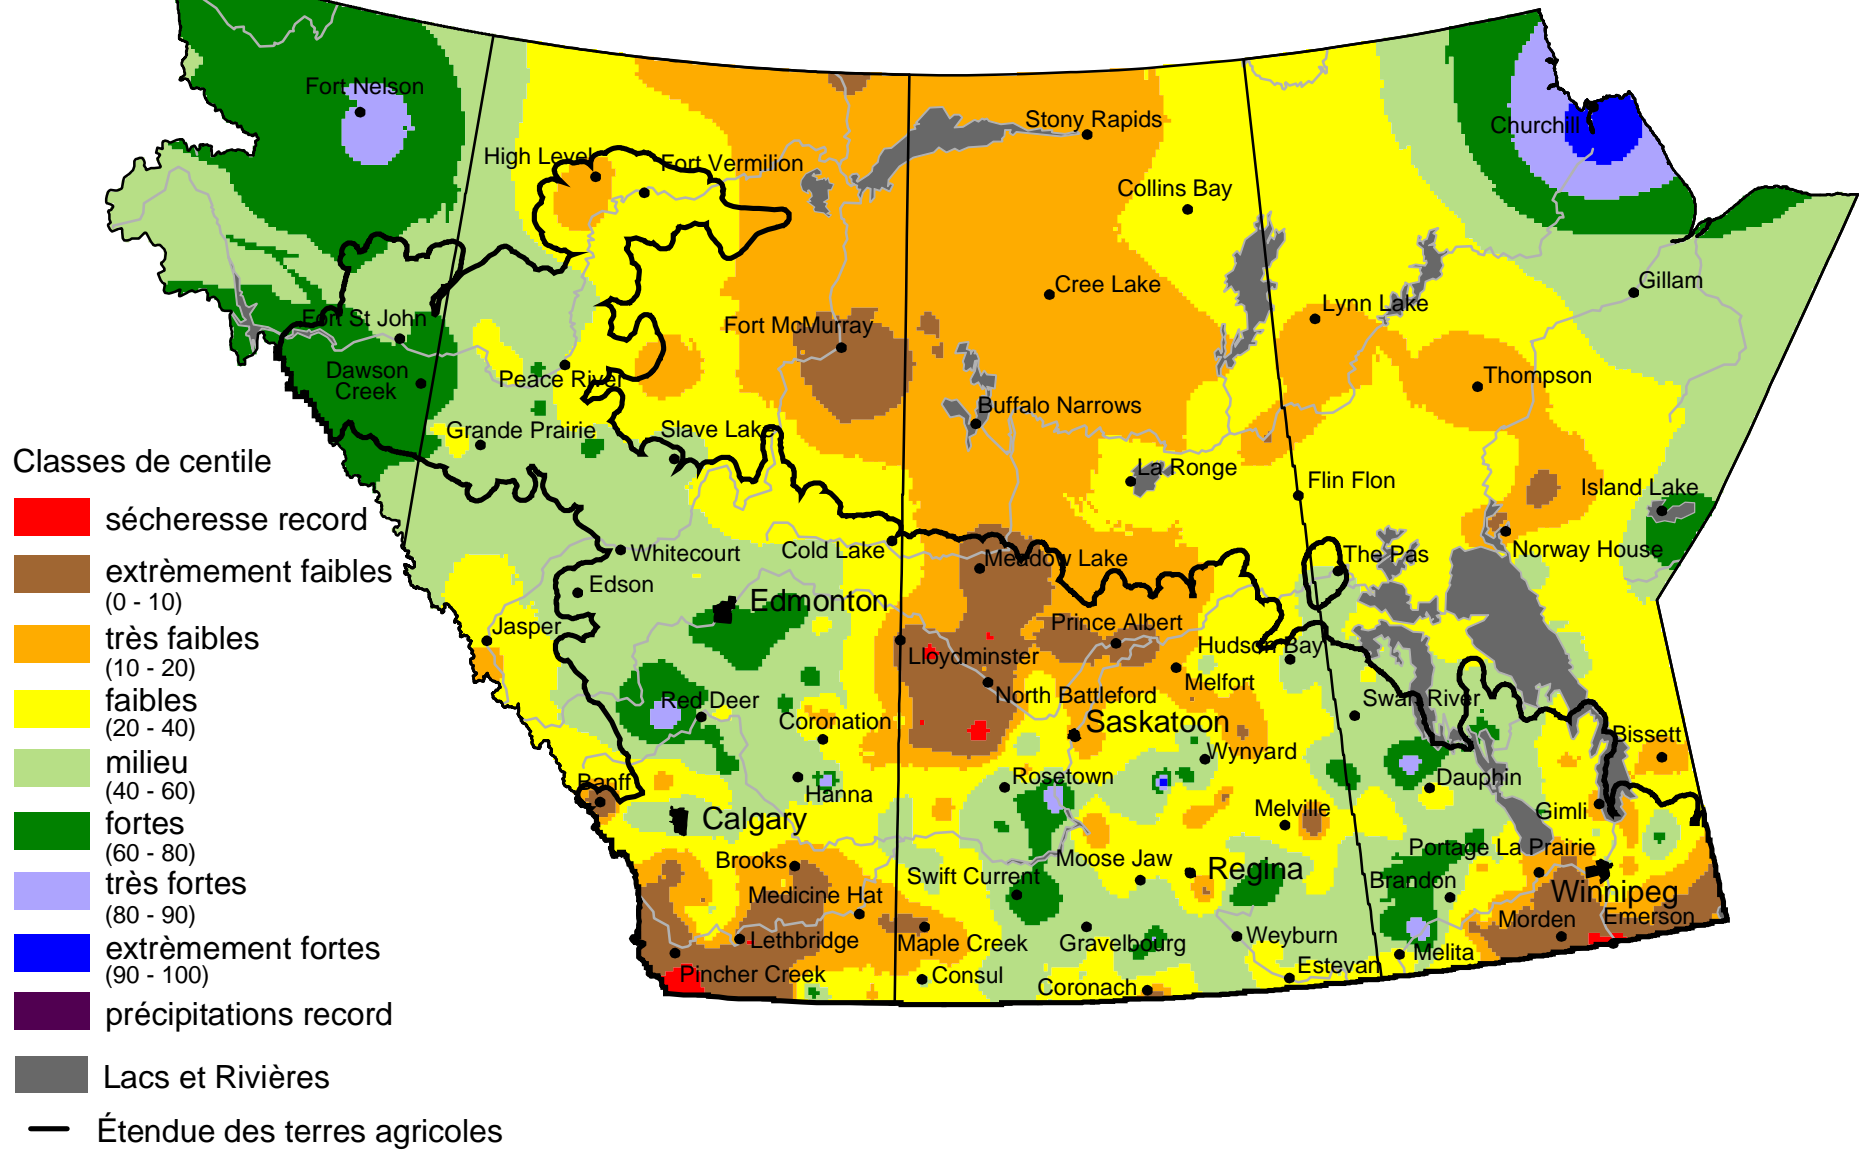 Fort Nelson
Churchill
Stony Rapids
High Level
Fort Vermilion
Collins Bay
Gillam
Cree Lake
Lynn Lake
Fort St John
Fort McMurray
Dawson
Creek
Peace River
Thompson
Buffalo Narrows
Grande Prairie
Slave Lake
La Ronge
Flin Flon
Island Lake
Whitecourt
Cold Lake
Meadow Lake
The Pas
Norway House
Edson
Edmonton
Jasper
Prince Albert
Lloydminster
Hudson Bay
Melfort
North Battleford
Red Deer
Swan River
Coronation
Saskatoon
Bissett
Wynyard
Banff
Hanna
Rosetown
Dauphin
Calgary
Melville
Gimli
Brooks
Moose Jaw
Regina
Portage La Prairie
Medicine Hat
Swift Current
Brandon
Winnipeg
Morden
Emerson
Lethbridge
Maple Creek
Gravelbourg
Weyburn
Pincher Creek
Consul
Coronach
Estevan
Melita
Classes de centile
sécheresse record
extrèmement faibles
(0 - 10)
très faibles
(10 - 20)
faibles
(20 - 40)
milieu
(40 - 60)
fortes
(60 - 80)
très fortes
(80 - 90)
extrèmement fortes
(90 - 100)
précipitations record
Lacs et Rivières
Étendue des terres agricoles